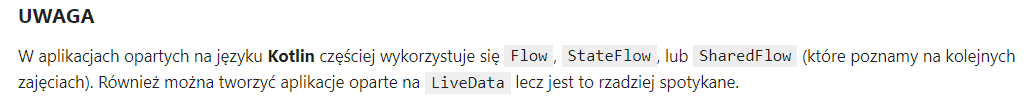 UWAGA
W aplikacjach opartych na języku Kotlin częściej wykorzystuje się Flow, StateFlow, lub SharedFlow (które poznamy na kolejnych
zajęciach). Również można tworzyć aplikacje oparte na LiveData lecz jest to rzadziej spotykane.